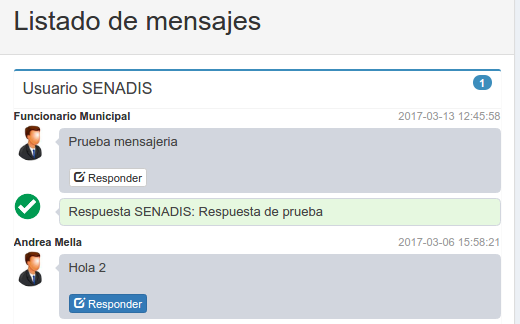 Listado de mensajes
Usuario SENADIS 1
Funcionario Municipal 2017-03-13 12:45:58
Prueba mensajeria
Responder
Respuesta SENADIS: Respuesta de prueba
Andrea Mella 2017-03-06 15:58:21
Hola 2
Responder